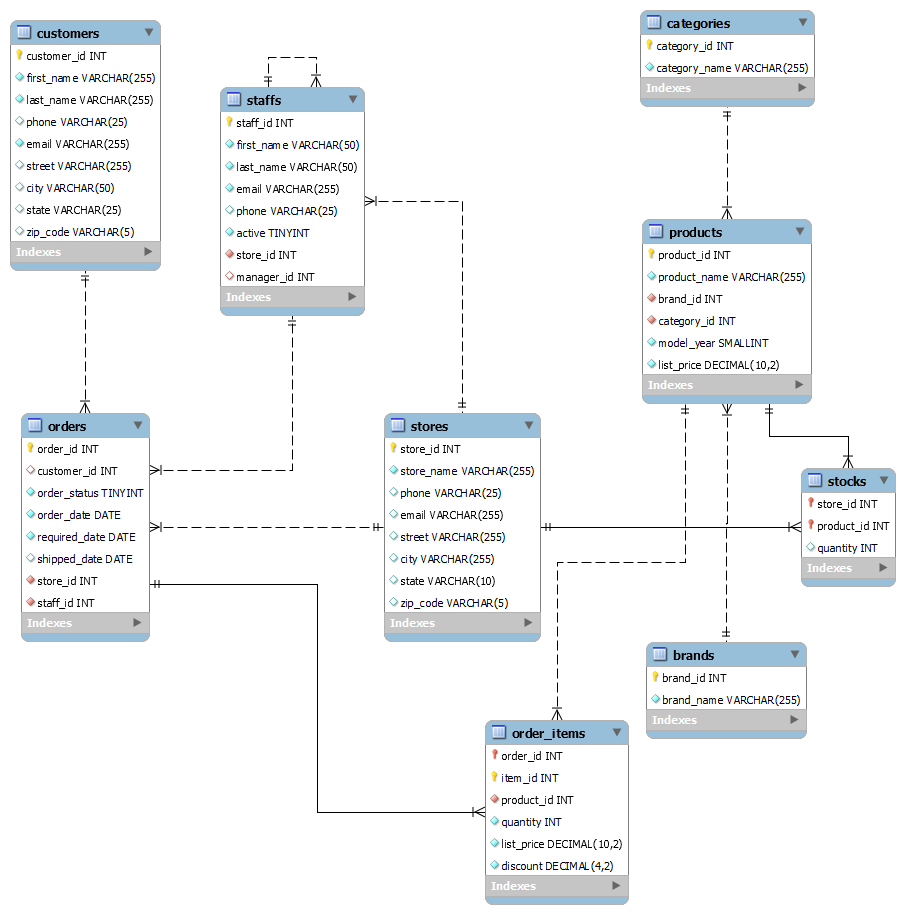 customers
customer_id INT
first_name VARCHAR(255)
last_name VARCHAR(255)
phone VARCHAR(25)
email VARCHAR(255)
street VARCHAR(255)
city VARCHAR(50)
state VARCHAR(25)
zip_code VARCHAR(5)
Indexes
staffs
staff_id INT
first_name VARCHAR(50)
last_name VARCHAR(50)
email VARCHAR(255)
phone VARCHAR(25)
active TINYINT
store_id INT
manager_id INT
Indexes
categories
category_id INT
category_name VARCHAR(255)
Indexes
products
product_id INT
product_name VARCHAR(255)
brand_id INT
category_id INT
model_year SMALLINT
list_price DECIMAL(10,2)
Indexes
orders
order_id INT
customer_id INT
order_status TINYINT
order_date DATE
required_date DATE
shipped_date DATE
store_id INT
staff_id INT
Indexes
stores
store_id INT
store_name VARCHAR(255)
phone VARCHAR(25)
email VARCHAR(255)
street VARCHAR(255)
city VARCHAR(255)
state VARCHAR(10)
zip_code VARCHAR(5)
Indexes
stocks
store_id INT
product_id INT
quantity INT
Indexes
brands
brand_id INT
brand_name VARCHAR(255)
Indexes
order_items
order_id INT
item_id INT
product_id INT
quantity INT
list_price DECIMAL(10,2)
discount DECIMAL(4,2)
Indexes